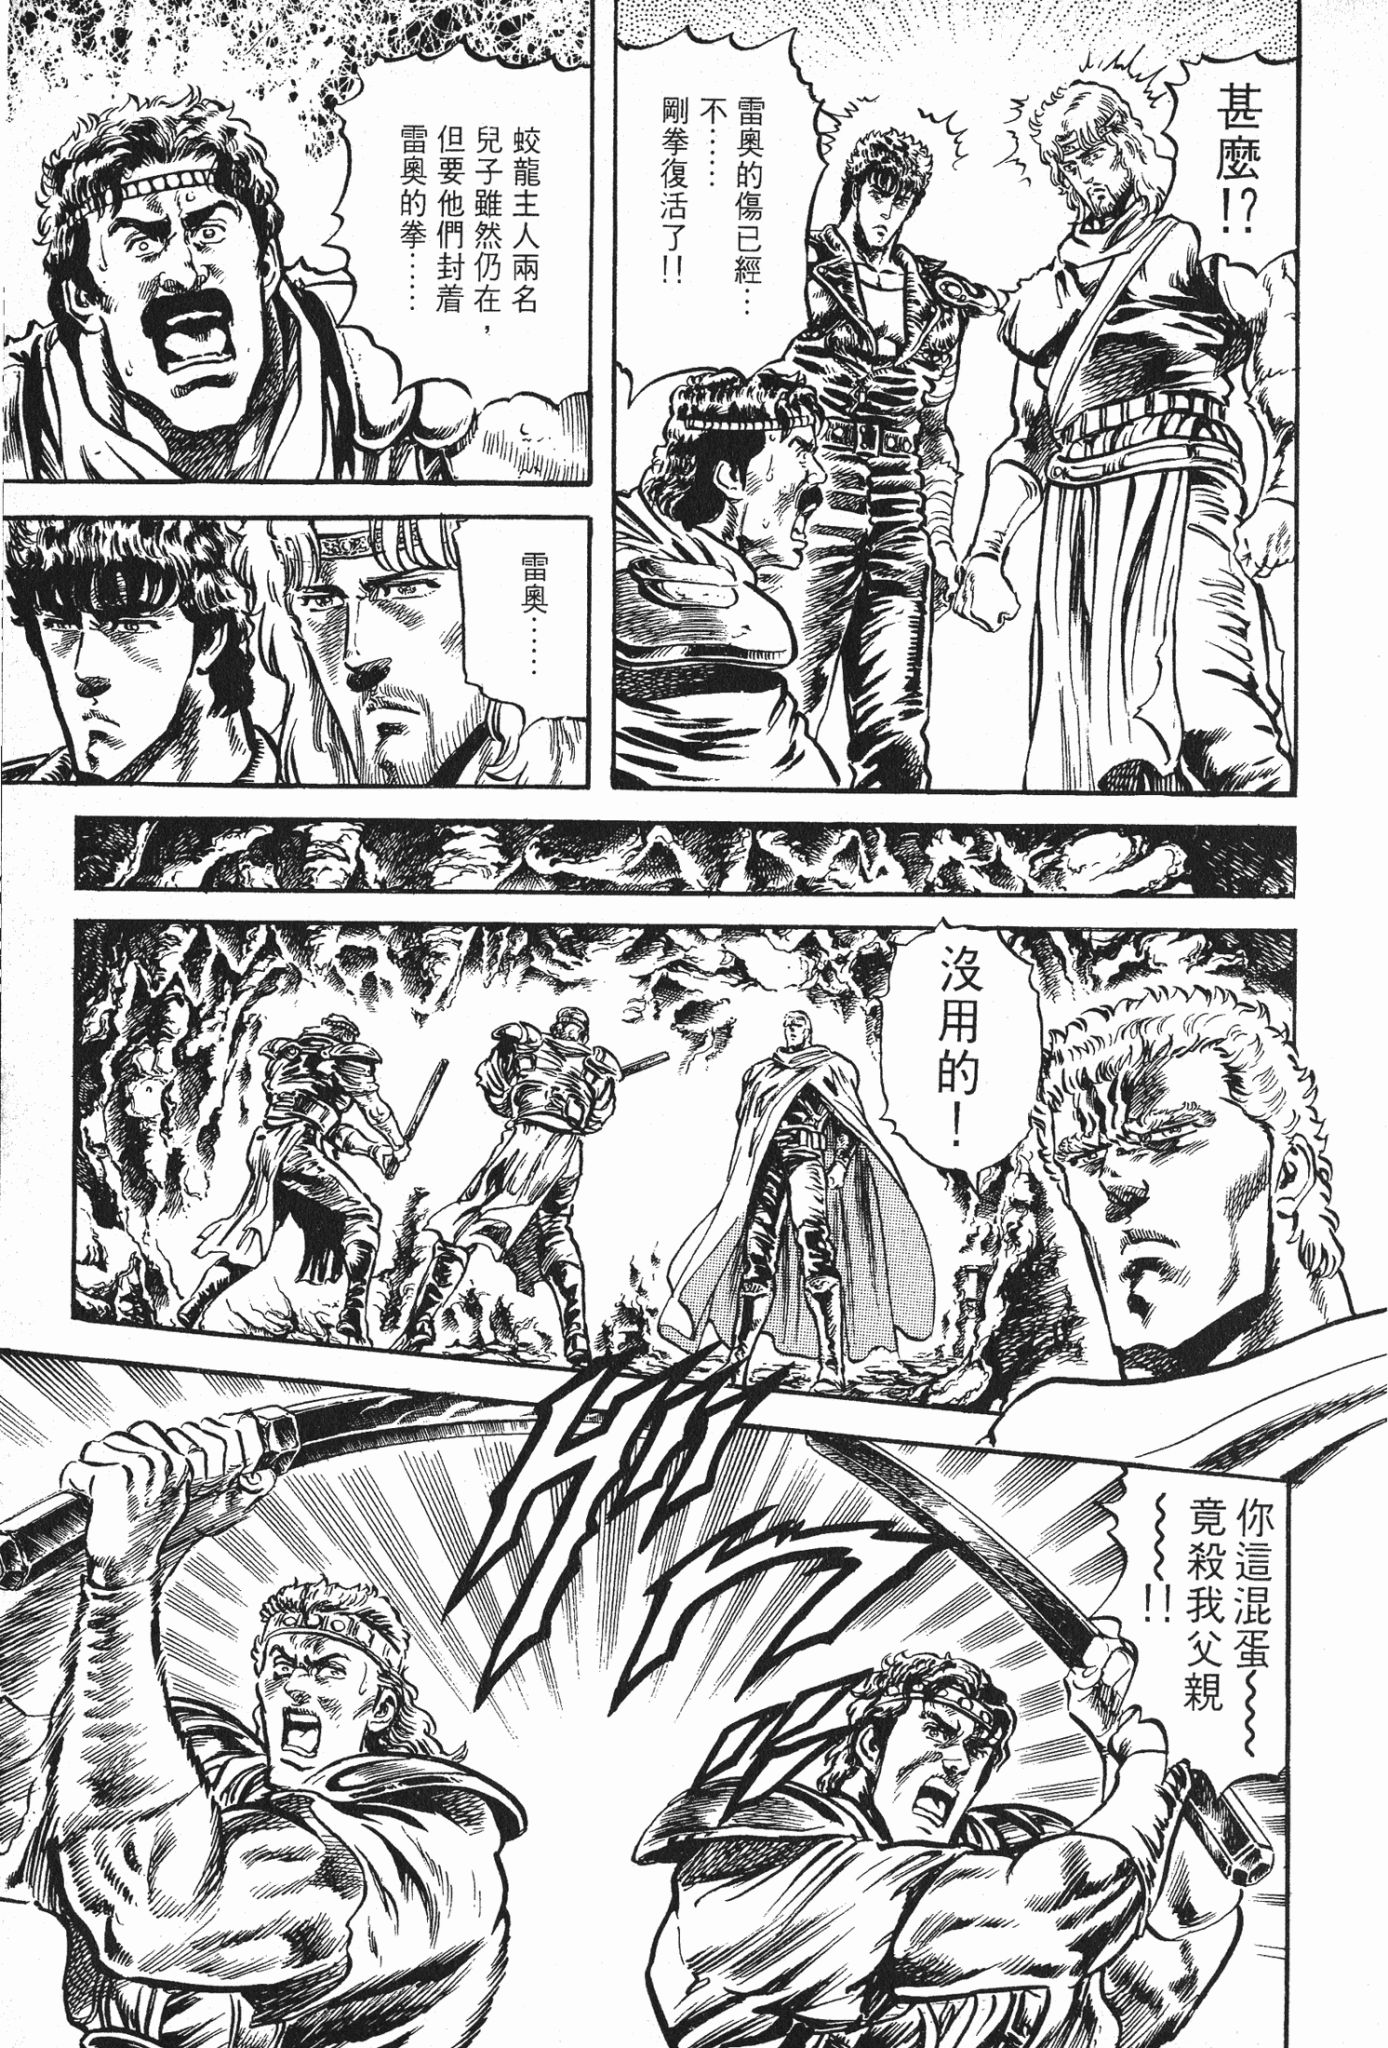 甚麼!?
雷奧的傷已經…
不……
剛拳復活了!!
蛟龍主人兩名
兒子雖然仍在，
但要他們封着
雷奧的拳……
雷奧……
沒用的！
你這混蛋～～
竟殺我父親
～～!!